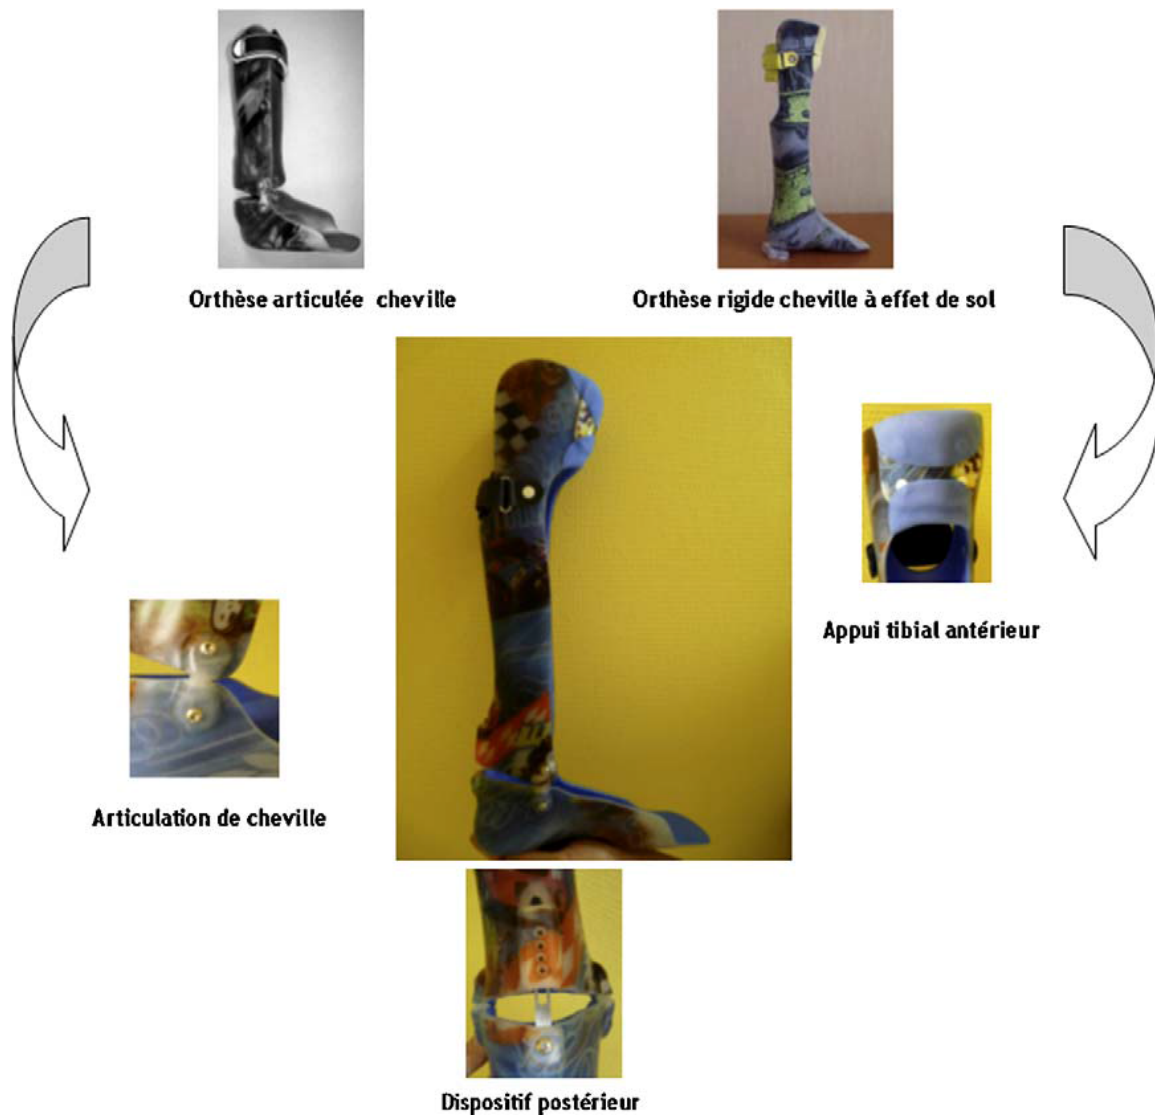 Orthèse articulée cheville
Orthèse rigide cheville à effet de sol
Appui tibial antérieur
Articulation de cheville
Dispositif postérieur